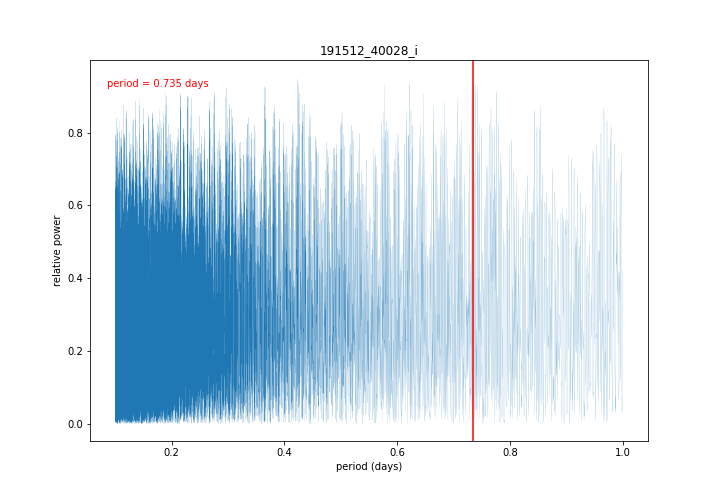 191512_40028_i
period = 0.735 days
relative power
0.8
0.6
0.4
0.2
0.0
0.2 0.4 0.6 0.8 1.0
period (days)